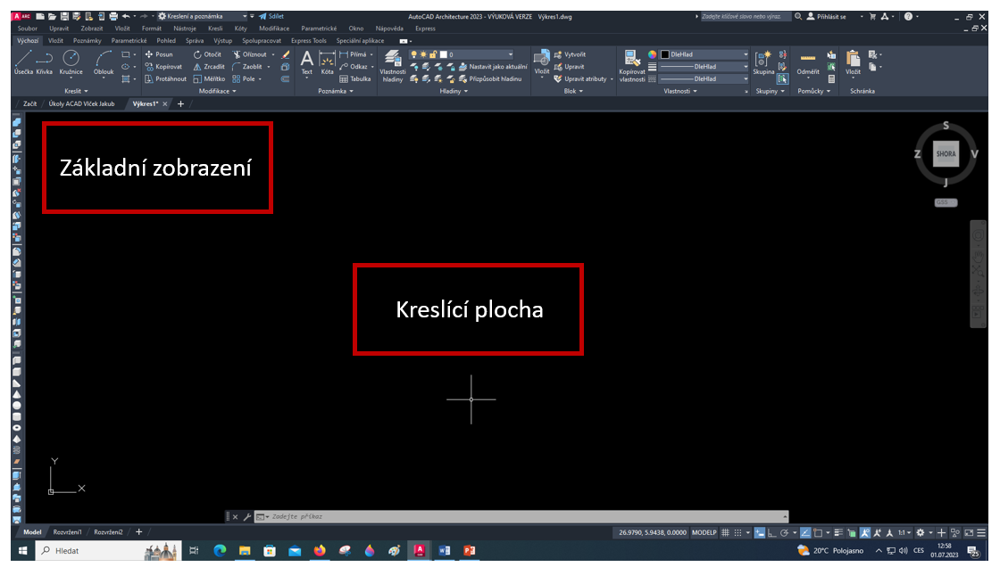 A ARC Kreslení a poznámka Sdílet AutoCAD Architecture 2023 - VÝUKOVÁ VERZE Výkres1.dwg Zadejte klíčové slovo nebo výraz. Přihlásit se
Soubor Upravit Zobrazit Vložit Formát Nástroje Kresli Kóty Modifikace Parametrické Okno Nápověda Express
Výchozí Vložit Poznámky Parametrické Pohled Správa Výstup Spolupracovat Express Tools Speciální aplikace
Posun Otočit Oříznout Přímá 0 Vytvořit DleHlad
Kopírovat Zrcadlit Zaoblit Odkaz Nastavit jako aktuální Upravit DleHlad
Protáhnout Měřítko Pole Tabulka Přizpůsobit hladinu Upravit atributy DleHlad
Úsečka Křivka Kružnice Oblouk Text Kóta Vlastnosti hladiny Vložit Kopírovat vlastnosti Skupina Odměřit Vložit
Kreslit Modifikace Poznámka Hladiny Blok Vlastnosti Skupiny Pomůcky Schránka
Začít Úkoly ACAD Vlček Jakub Výkres1* +
Základní zobrazení
S
Z SHORA V
J
GSS
Kreslící plocha
Y
X
Zadejte příkaz
Model Rozvržení1 Rozvržení2 + 26.9790, 5.9438, 0.0000 MODELP 1:1
Hledat 20°C Polojasno CES 12:58
01.07.2023 25